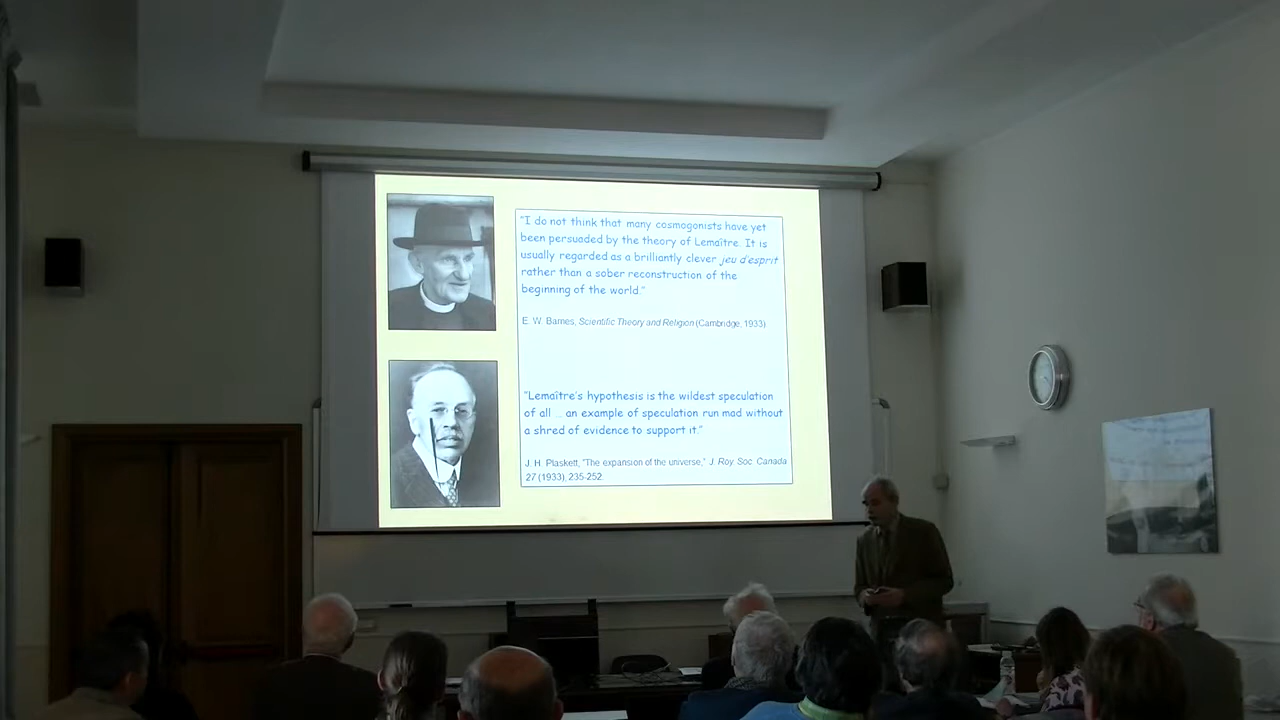 "I do not think that many cosmogonists have yet
been persuaded by the theory of Lemaître. It is
usually regarded as a brilliantly clever jeu d'esprit
rather than a sober reconstruction of the
beginning of the world."
E. W. Barnes, Scientific Theory and Religion (Cambridge, 1933)
"Lemaître's hypothesis is the wildest speculation
of all … an example of speculation run mad without
a shred of evidence to support it."
J. H. Plaskett, "The expansion of the universe," J. Roy. Soc. Canada
27 (1933), 235-252.